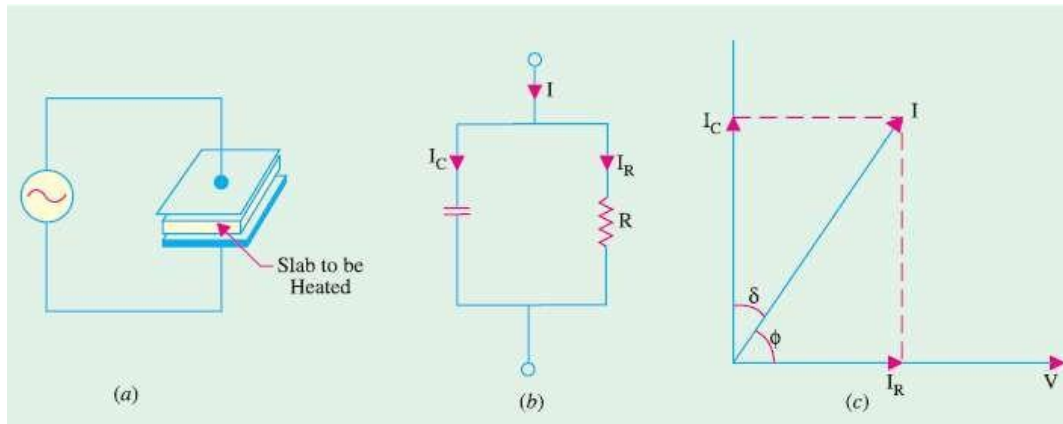 Slab to be
Heated
(a)
I
I_C
I_R
R
(b)
I_C
I
δ
φ
I_R
V
(c)